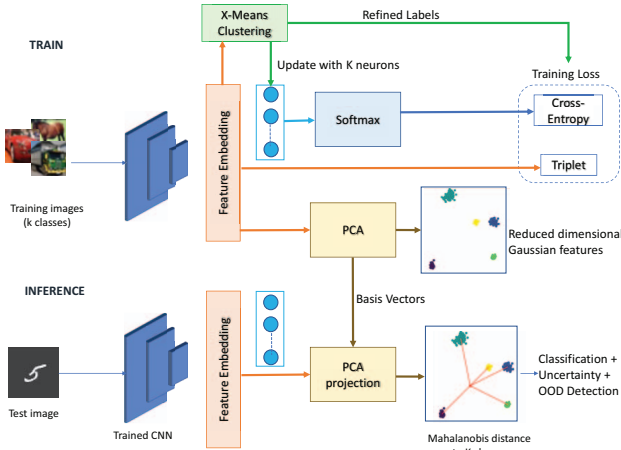 X-Means
Clustering
Refined Labels
TRAIN
Update with K neurons
Training Loss
Feature Embedding
Softmax
Cross-
Entropy
Triplet
Training images
(k classes)
PCA
Reduced dimensional
Gaussian features
INFERENCE
Basis Vectors
Feature Embedding
5
PCA
projection
Classification +
Uncertainty +
OOD Detection
Test image
Trained CNN
Mahalanobis distance